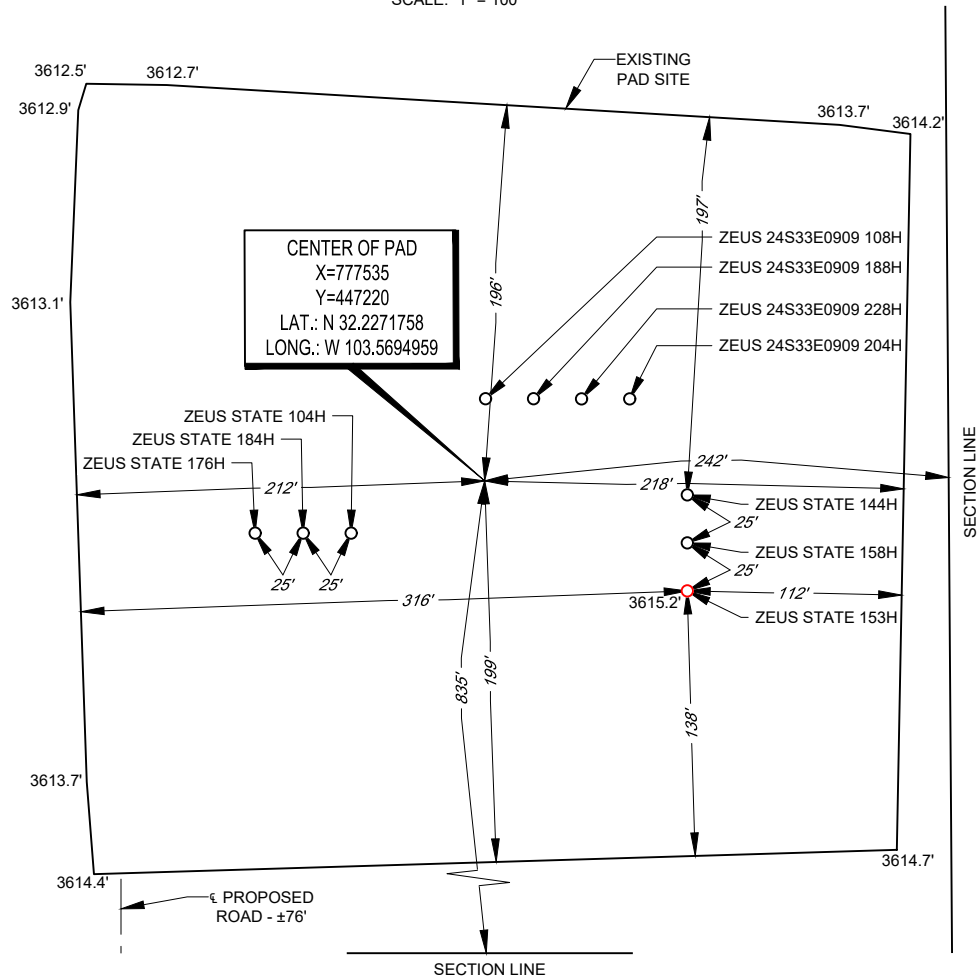 SCALE: 1" = 100'
EXISTING
PAD SITE
3612.5'
3612.7'
3612.9'
3613.7'
3614.2'
197'
196'
CENTER OF PAD
X=777535
Y=447220
LAT.: N 32.2271758
LONG.: W 103.5694959
ZEUS 24S33E0909 108H
ZEUS 24S33E0909 188H
ZEUS 24S33E0909 228H
ZEUS 24S33E0909 204H
3613.1'
ZEUS STATE 104H
ZEUS STATE 184H
ZEUS STATE 176H
212'
242'
218'
SECTION LINE
ZEUS STATE 144H
25'
ZEUS STATE 158H
25'
25'
25'
316'
3615.2'
112'
ZEUS STATE 153H
835'
199'
138'
3613.7'
3614.4'
3614.7'
℄ PROPOSED
ROAD - ±76'
SECTION LINE